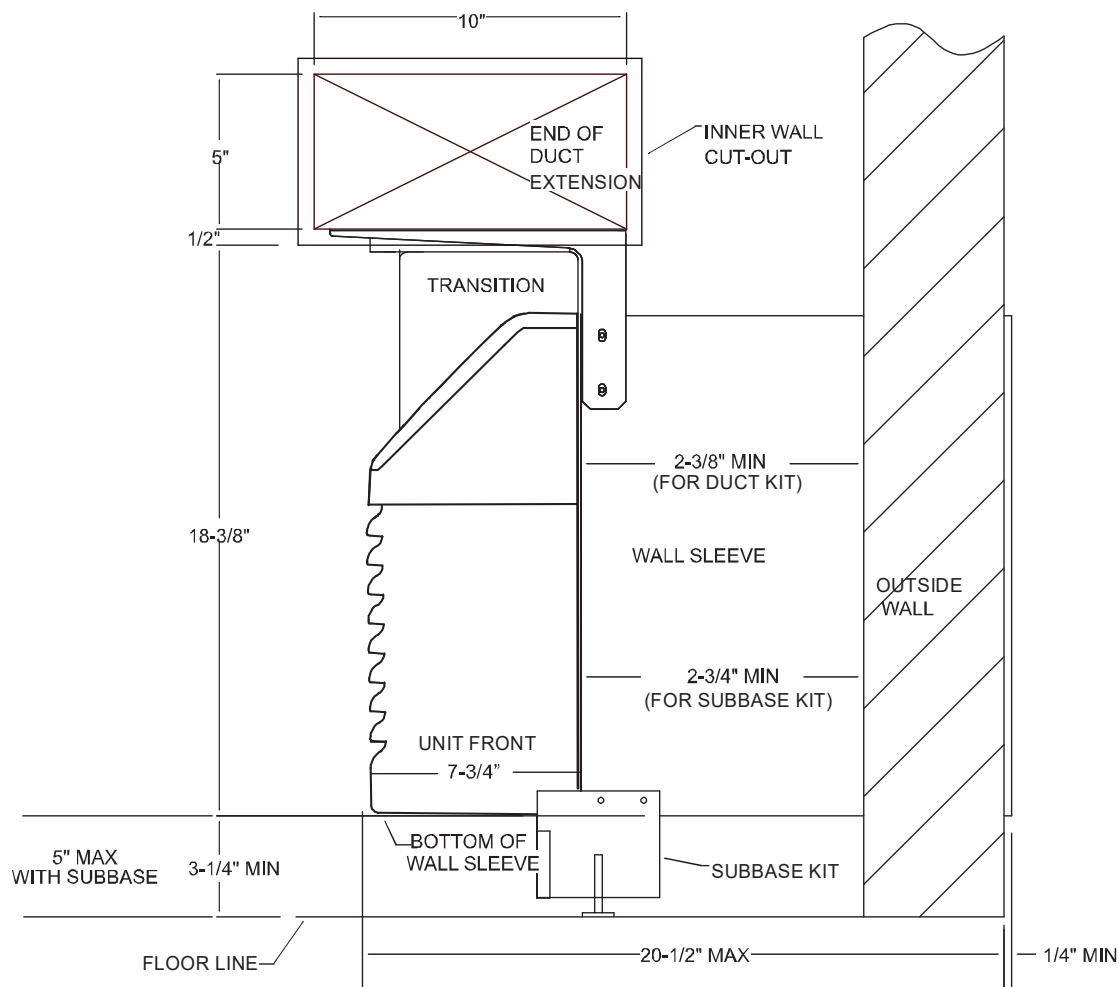 10"
5"
END OF
DUCT
EXTENSION
INNER WALL
CUT-OUT
1/2"
TRANSITION
2-3/8" MIN
(FOR DUCT KIT)
18-3/8"
WALL SLEEVE
OUTSIDE
WALL
2-3/4" MIN
(FOR SUBBASE KIT)
UNIT FRONT
7-3/4”
BOTTOM OF
WALL SLEEVE
5" MAX
WITH SUBBASE
3-1/4" MIN
SUBBASE KIT
FLOOR LINE
20-1/2" MAX
1/4" MIN